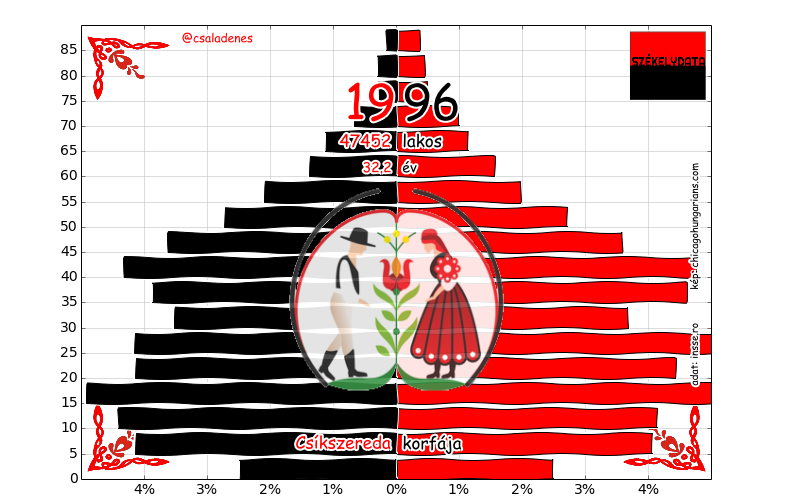 @csaladenes
SZÉKELYDATA
1996
47452 lakos
32,2 év
kép: chicagohungarians.com
adat: insse.ro
Csíkszereda korfája
85
80
75
70
65
60
55
50
45
40
35
30
25
20
15
10
5
0
4% 3% 2% 1% 0% 1% 2% 3% 4%